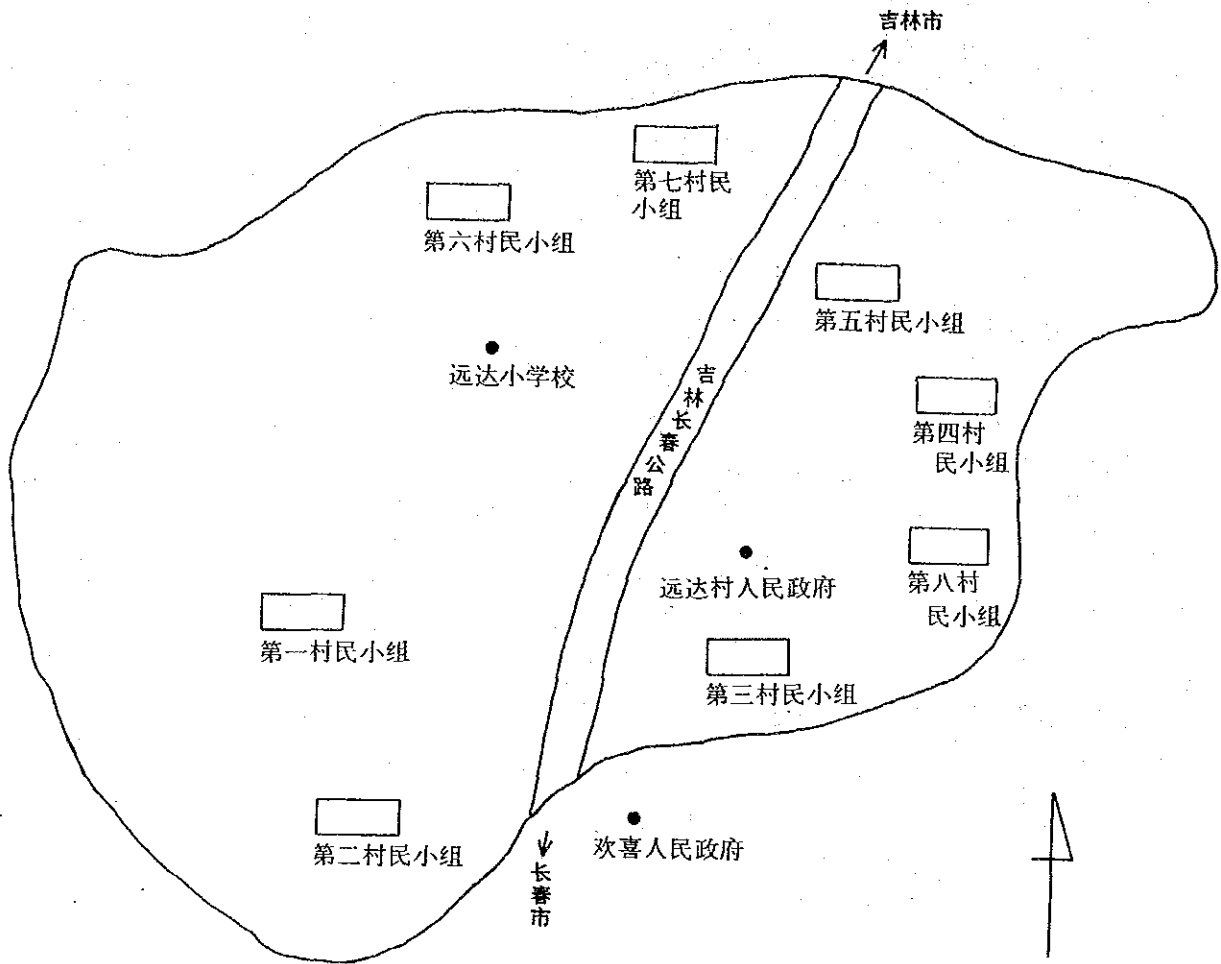 吉林市
第七村民
小组
第六村民小组
第五村民小组
远达小学校
吉林长春公路
第四村
民小组
远达村人民政府
第八村
民小组
第一村民小组
第三村民小组
第二村民小组
欢喜人民政府
长春市